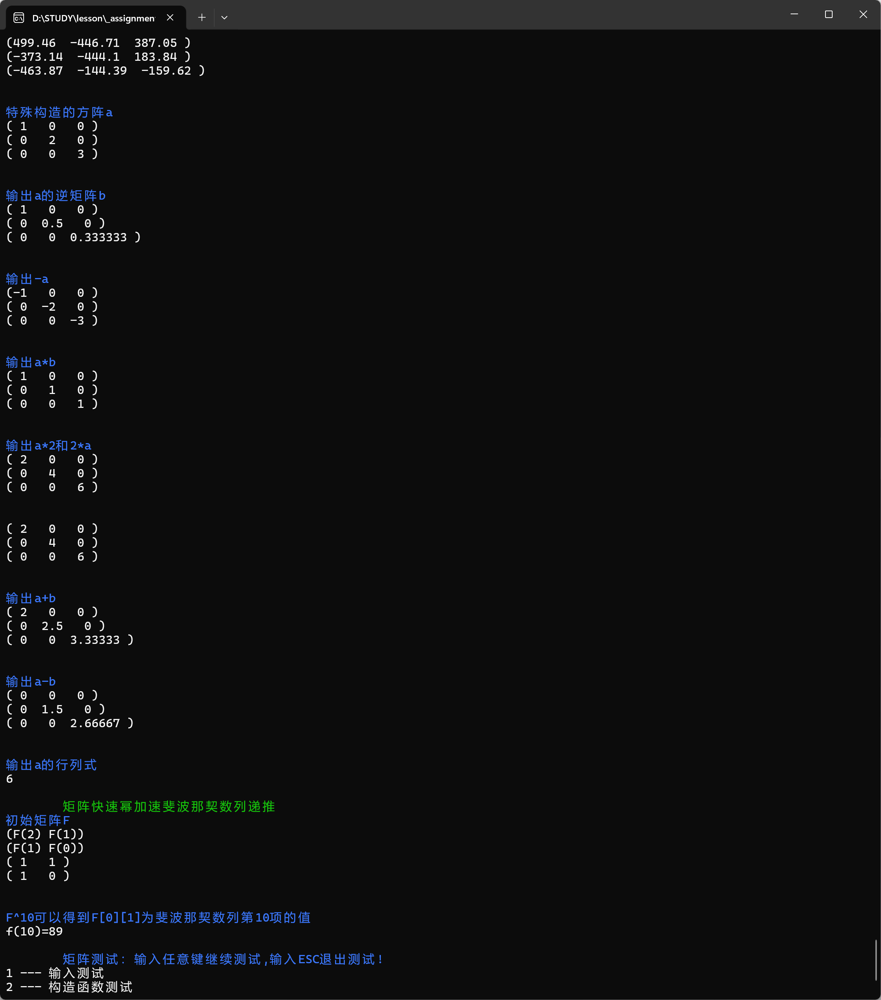 D:\STUDY\lesson\_assignmen
(499.46  -446.71  387.05 )
(-373.14  -444.1  183.84 )
(-463.87  -144.39  -159.62 )
特殊构造的方阵a
( 1   0   0 )
( 0   2   0 )
( 0   0   3 )
输出a的逆矩阵b
( 1   0   0 )
( 0  0.5   0 )
( 0   0  0.333333 )
输出-a
(-1   0   0 )
( 0  -2   0 )
( 0   0  -3 )
输出a*b
( 1   0   0 )
( 0   1   0 )
( 0   0   1 )
输出a*2和2*a
( 2   0   0 )
( 0   4   0 )
( 0   0   6 )
( 2   0   0 )
( 0   4   0 )
( 0   0   6 )
输出a+b
( 2   0   0 )
( 0  2.5   0 )
( 0   0  3.33333 )
输出a-b
( 0   0   0 )
( 0  1.5   0 )
( 0   0  2.66667 )
输出a的行列式
6
矩阵快速幂加速斐波那契数列递推
初始矩阵F
(F(2) F(1))
(F(1) F(0))
( 1   1 )
( 1   0 )
F^10可以得到F[0][1]为斐波那契数列第10项的值
f(10)=89
矩阵测试: 输入任意键继续测试,输入ESC退出测试!
1 --- 输入测试
2 --- 构造函数测试